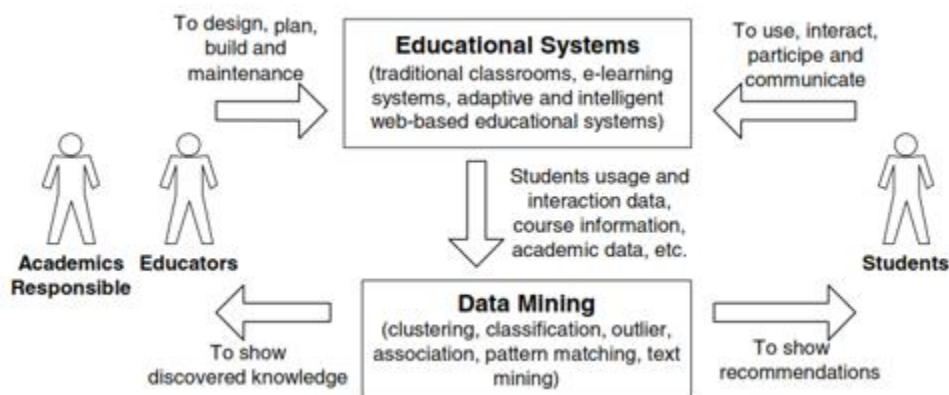 To design, plan,
build and
maintenance
Educational Systems
(traditional classrooms, e-learning
systems, adaptive and intelligent
web-based educational systems)
To use, interact,
participe and
communicate
Students usage and
interaction data,
course information,
academic data, etc.
Academics
Responsible
Educators
Students
Data Mining
(clustering, classification, outlier,
association, pattern matching, text
mining)
To show
discovered knowledge
To show
recommendations